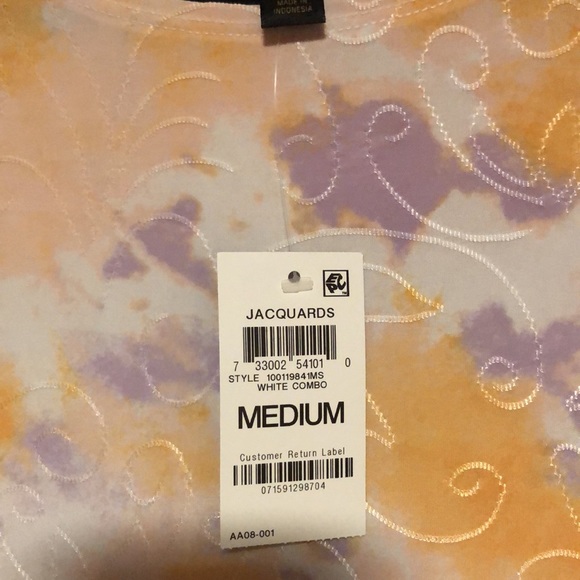 MADE IN
INDONESIA
JACQUARDS
7 33002 54101 0
STYLE 100119841MS
WHITE COMBO
MEDIUM
Customer Return Label
071591298704
AA08-001